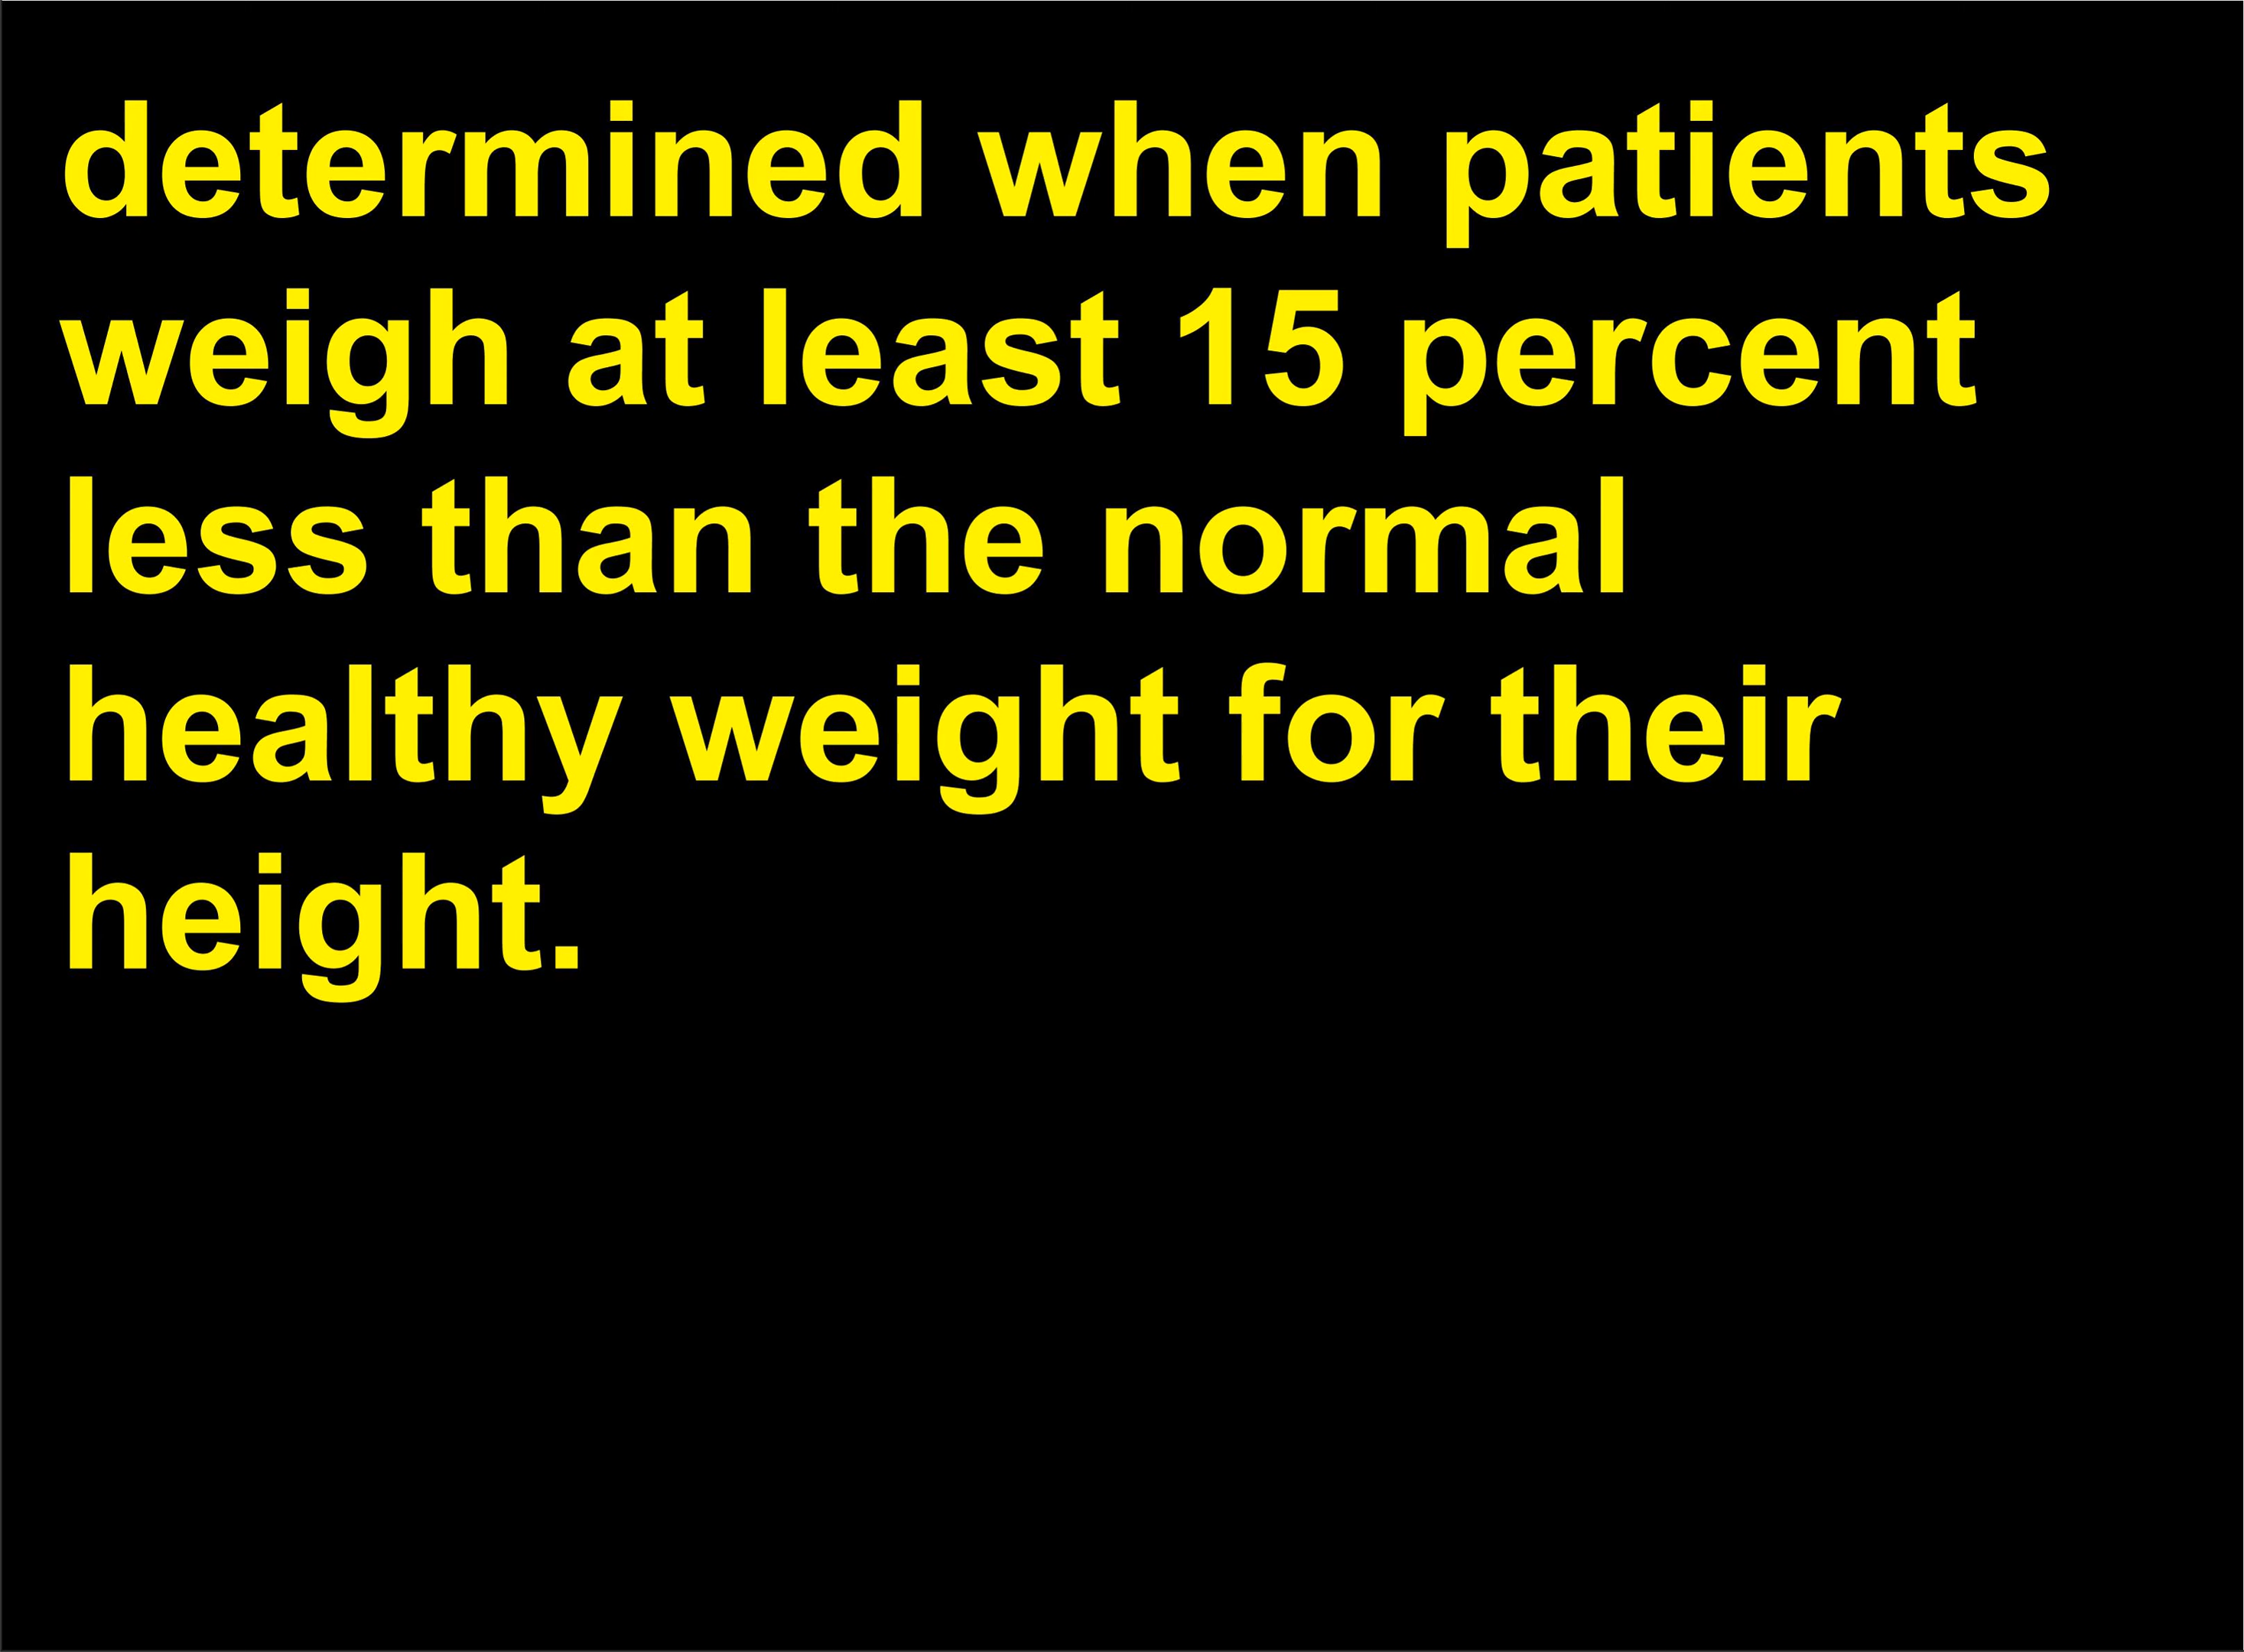 determined when patients
weigh at least 15 percent
less than the normal
healthy weight for their
height.